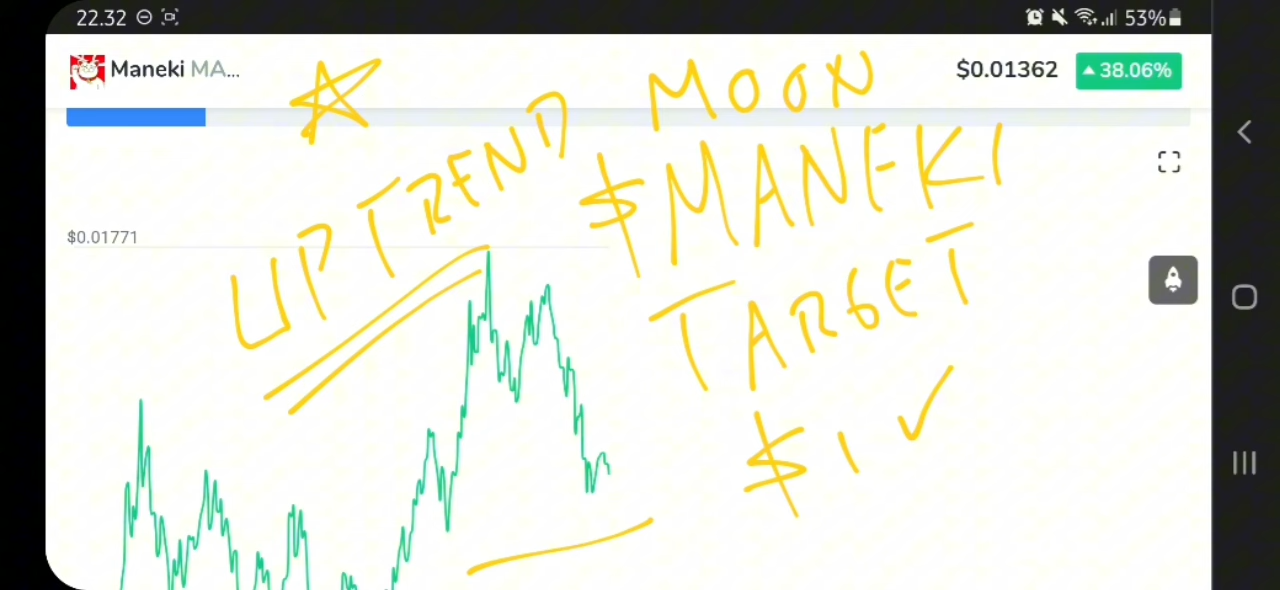 22.32
53%
Maneki MA...
$0.01362
38.06%
UPTREND
MOON
$MANEKI
TARGET
$1
$0.01771